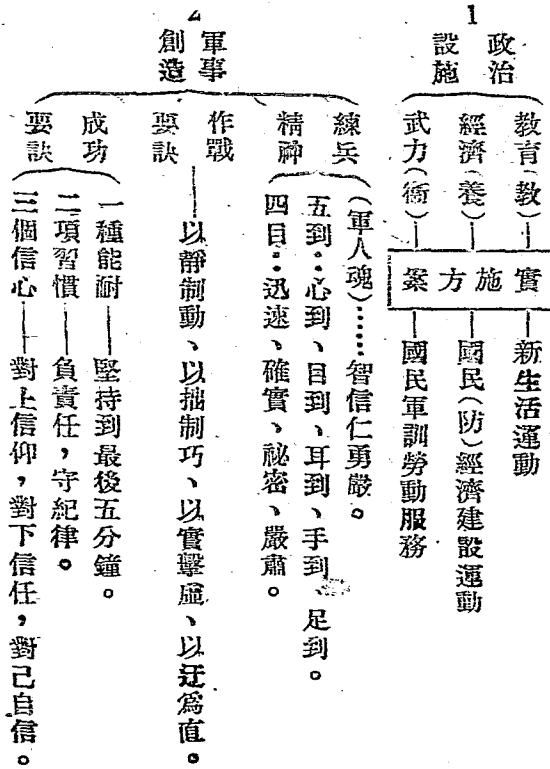 1
政治
設施
教育(教)
經濟(養)
武力(衞)
實施方案
新生活運動
國民(防)經濟建設運動
國民軍訓勞動服務
2
軍事
創造
練兵
精神
(軍人魂)……智信仁勇嚴。
五到：心到、目到、耳到、手到、足到。
四目：迅速、確實、祕密、嚴肅。
作戰
要訣
以靜制動、以拙制巧、以實擊虛、以迂爲直。
成功
要訣
一種能耐——堅持到最後五分鐘。
二項習慣——負責任，守紀律。
三個信心——對上信仰，對下信任，對己自信。